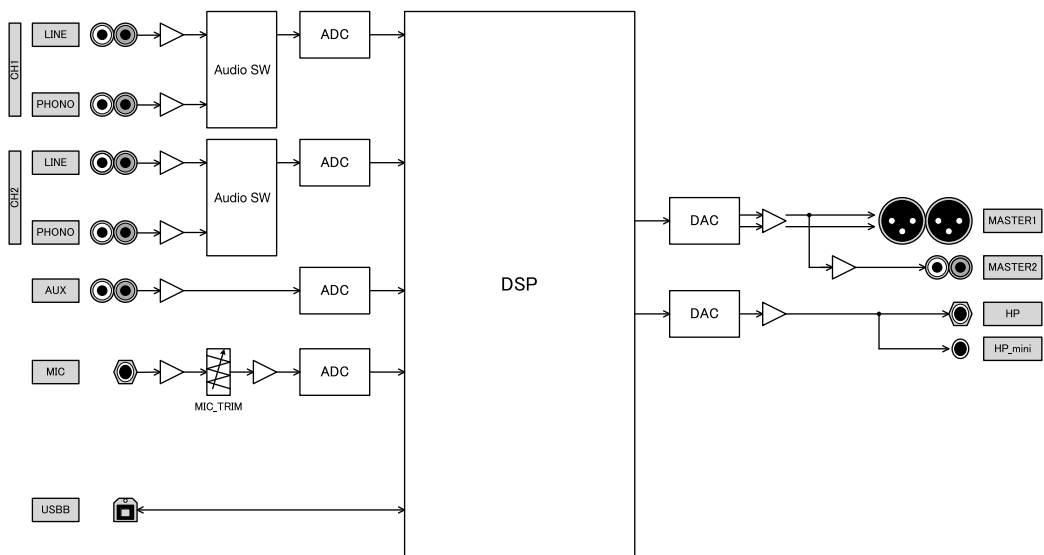 CH1
LINE
ADC
Audio SW
PHONO
CH2
LINE
ADC
Audio SW
PHONO
AUX
ADC
MIC
MIC_TRIM
ADC
USBB
DSP
DAC
MASTER1
MASTER2
DAC
HP
HP_mini